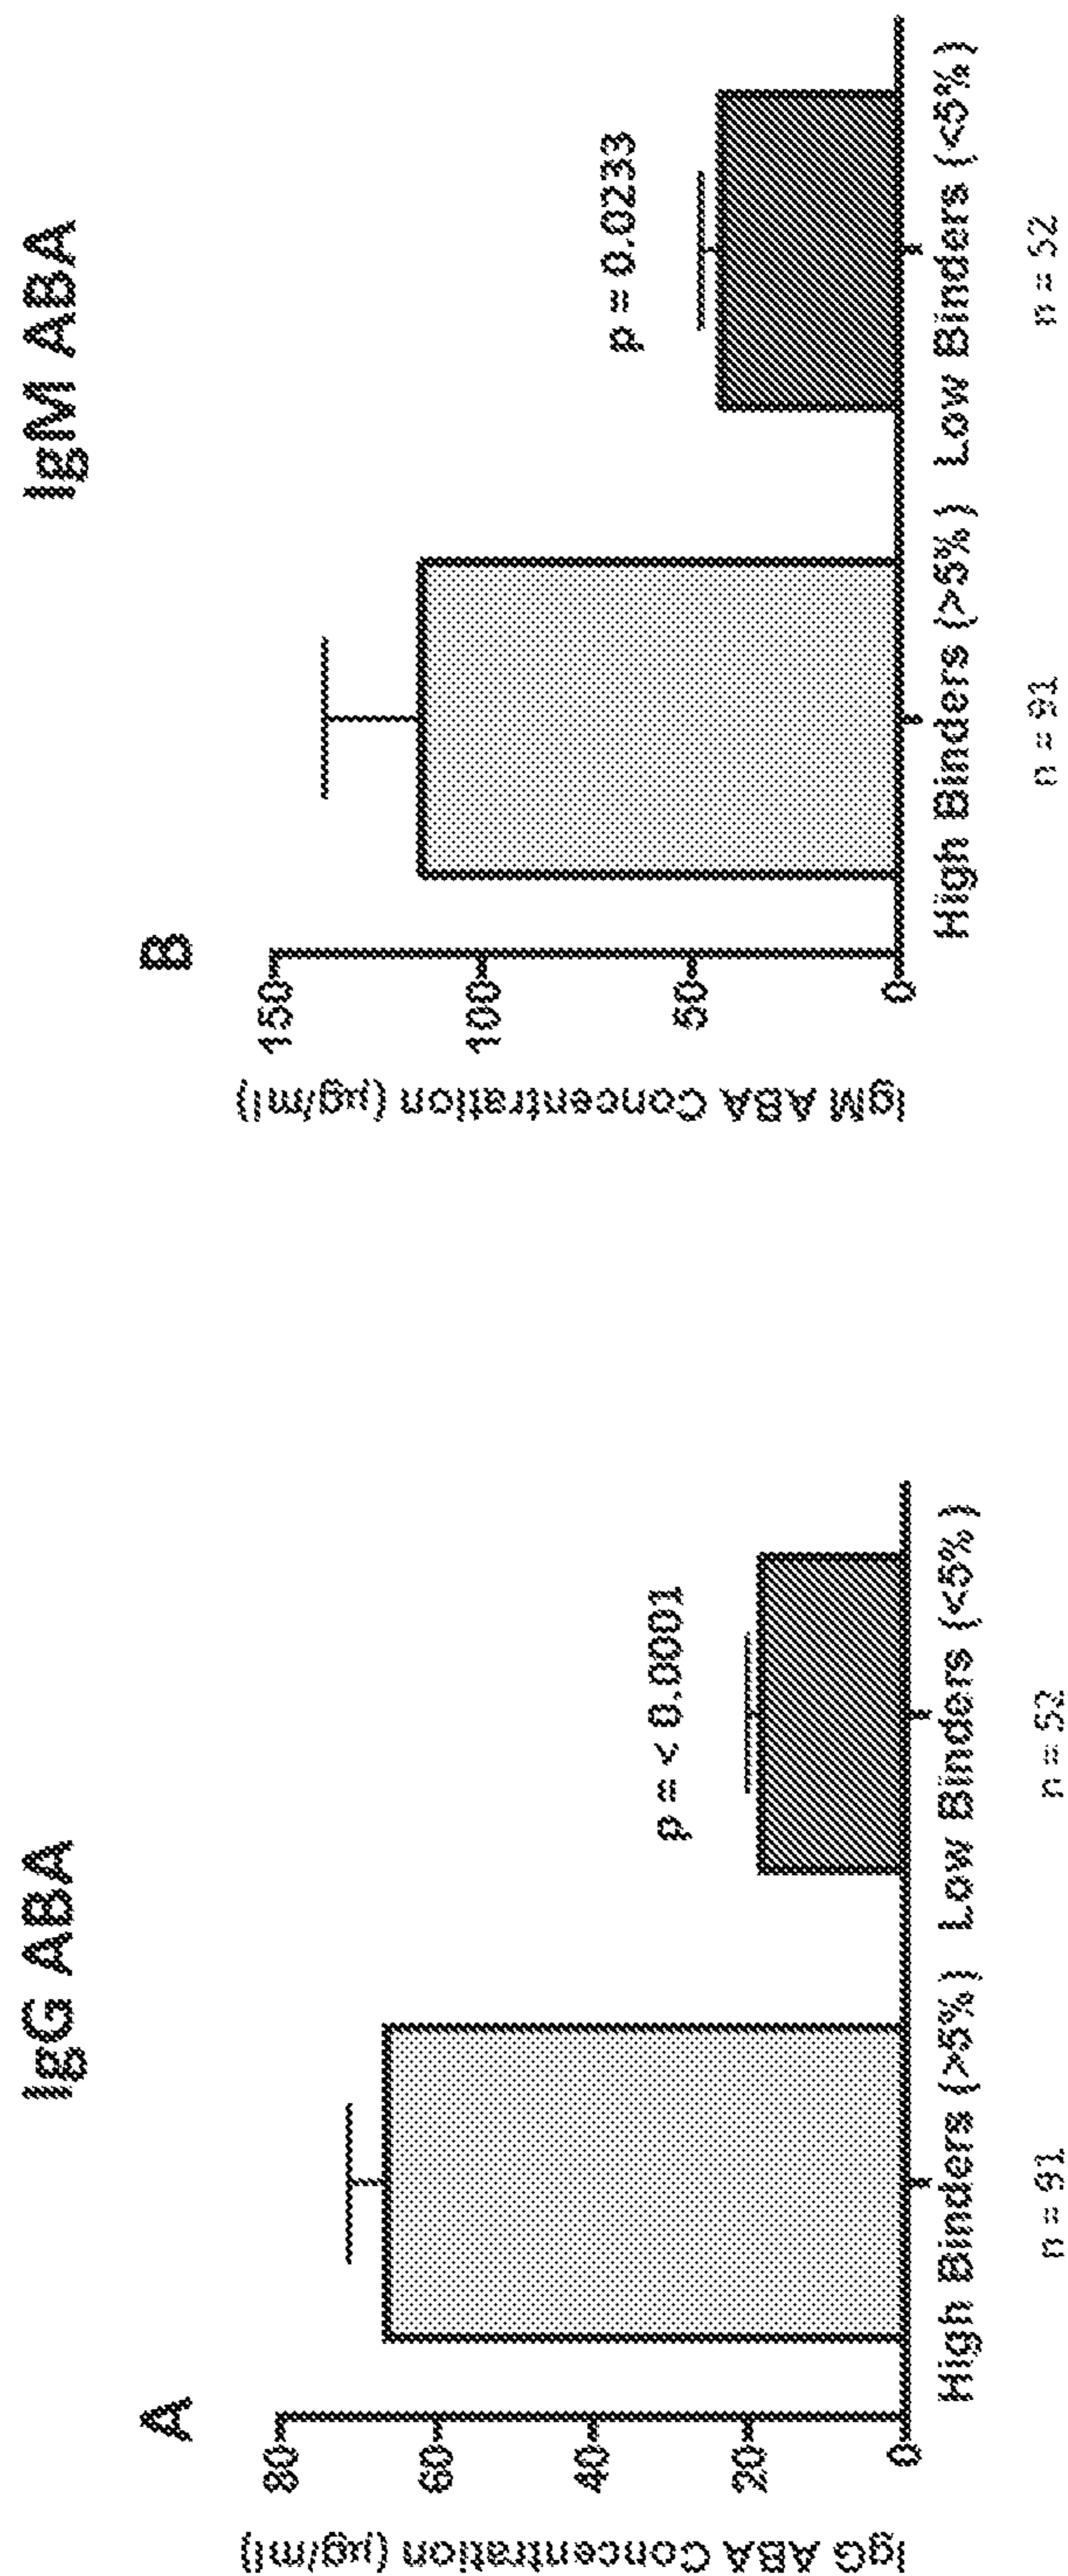 IgG ABA
A
IgG ABA Concentration (μg/ml)
80
60
40
20
0
p = < 0.0001
High Binders (>5%)
Low Binders (<5%)
n = 91
n = 52
IgM ABA
B
IgM ABA Concentration (μg/ml)
150
100
50
0
p = 0.0233
High Binders (>5%)
Low Binders (<5%)
n = 91
n = 52